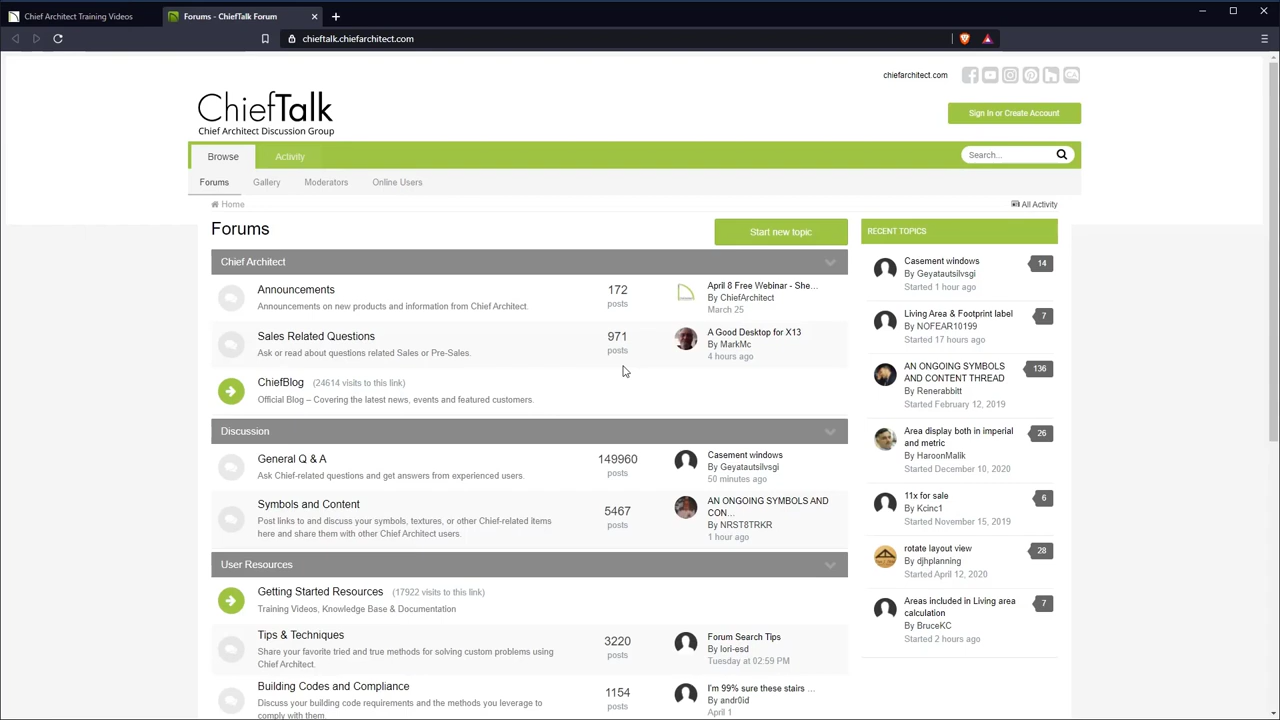 Chief Architect Training Videos
Forums - ChiefTalk Forum
chieftalk.chiefarchitect.com
chiefarchitect.com
ChiefTalk
Chief Architect Discussion Group
Sign In or Create Account
Browse
Activity
Search...
Forums
Gallery
Moderators
Online Users
Home
All Activity
Forums
Start new topic
Chief Architect
Announcements
Announcements on new products and information from Chief Architect.
172
posts
April 8 Free Webinar - She...
By ChiefArchitect
March 25
Sales Related Questions
Ask or read about questions related Sales or Pre-Sales.
971
posts
A Good Desktop for X13
By MarkMc
4 hours ago
ChiefBlog (24614 visits to this link)
Official Blog – Covering the latest news, events and featured customers.
Discussion
General Q & A
Ask Chief-related questions and get answers from experienced users.
149960
posts
Casement windows
By Geyatautsilvsgi
50 minutes ago
Symbols and Content
Post links to and discuss your symbols, textures, or other Chief-related items
here and share them with other Chief Architect users.
5467
posts
AN ONGOING SYMBOLS AND
CON...
By NRST8TRKR
1 hour ago
User Resources
Getting Started Resources (17922 visits to this link)
Training Videos, Knowledge Base & Documentation
Tips & Techniques
Share your favorite tried and true methods for solving custom problems using
Chief Architect.
3220
posts
Forum Search Tips
By lori-esd
Tuesday at 02:59 PM
Building Codes and Compliance
Discuss your building code requirements and the methods you leverage to
comply with them
1154
posts
I'm 99% sure these stairs ...
By andr0id
April 1
RECENT TOPICS
Casement windows
By Geyatautsilvsgi
Started 1 hour ago
14
Living Area & Footprint label
By NOFEAR10199
Started 17 hours ago
7
AN ONGOING SYMBOLS
AND CONTENT THREAD
By Renerabbitt
Started February 12, 2019
136
Area display both in imperial
and metric
By HaroonMalik
Started December 10, 2020
26
11x for sale
By Kcinc1
Started November 15, 2019
6
rotate layout view
By djhplanning
Started April 12, 2020
28
Areas included in Living area
calculation
By BruceKC
Started 2 hours ago
7